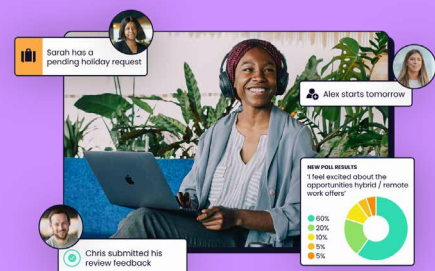 Sarah has a
pending holiday request
Alex starts tomorrow
NEW POLL RESULTS
'I feel excited about the
opportunities hybrid / remote
work offers'
60%
20%
10%
5%
5%
Chris submitted his
review feedback